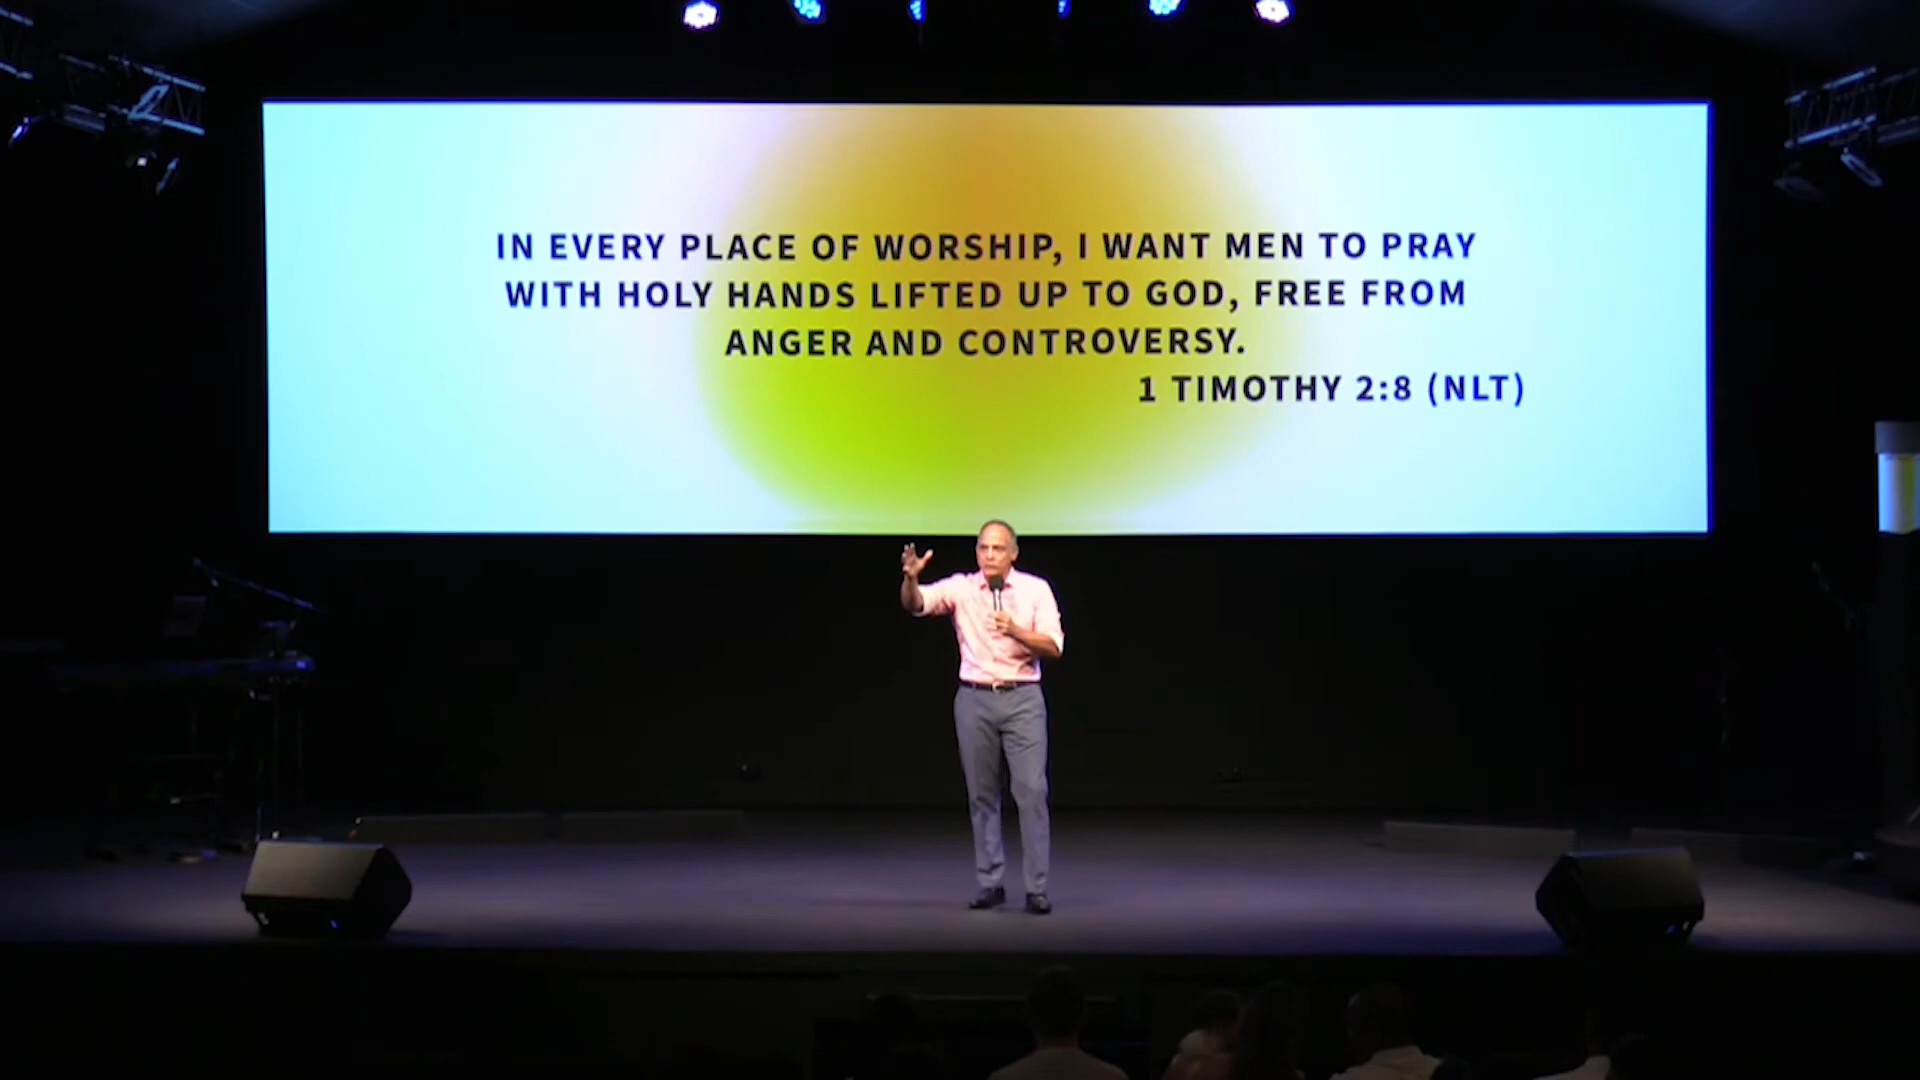 IN EVERY PLACE OF WORSHIP, I WANT MEN TO PRAY
WITH HOLY HANDS LIFTED UP TO GOD, FREE FROM
ANGER AND CONTROVERSY.
1 TIMOTHY 2:8 (NLT)